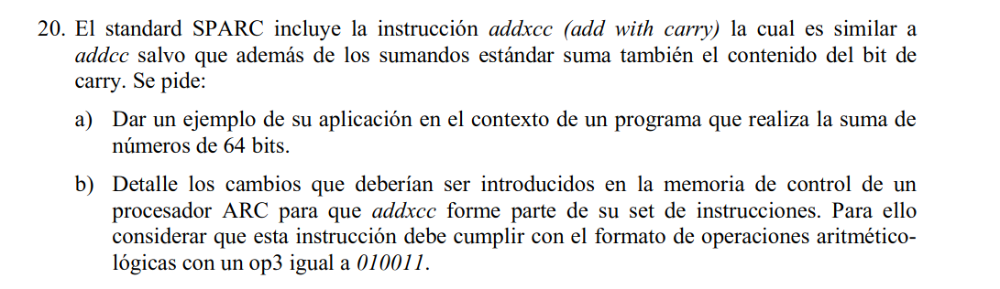 20. El standard SPARC incluye la instrucción addxcc (add with carry) la cual es similar a
addcc salvo que además de los sumandos estándar suma también el contenido del bit de
carry. Se pide:
a) Dar un ejemplo de su aplicación en el contexto de un programa que realiza la suma de
números de 64 bits.
b) Detalle los cambios que deberían ser introducidos en la memoria de control de un
procesador ARC para que addxcc forme parte de su set de instrucciones. Para ello
considerar que esta instrucción debe cumplir con el formato de operaciones aritmético-
lógicas con un op3 igual a 010011.